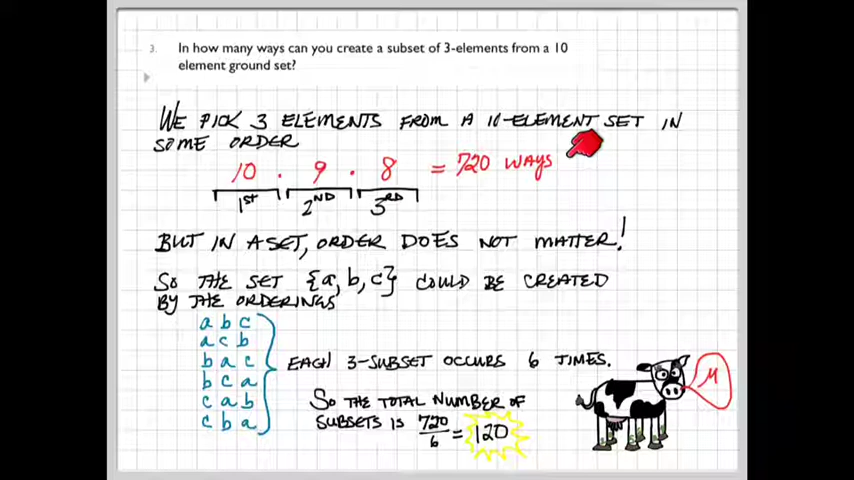 3. In how many ways can you create a subset of 3-elements from a 10
element ground set?
WE PICK 3 ELEMENTS FROM A 10-ELEMENT SET IN
SOME ORDER
10 · 9 · 8 = 720 WAYS
1ST 2ND 3RD
BUT IN A SET, ORDER DOES NOT MATTER!
SO THE SET {a, b, c} COULD BE CREATED
BY THE ORDERINGS
a b c
a c b
b a c
b c a
c a b
c b a
EACH 3-SUBSET OCCURS 6 TIMES.
SO THE TOTAL NUMBER OF
SUBSETS IS 720/6 = 120
M